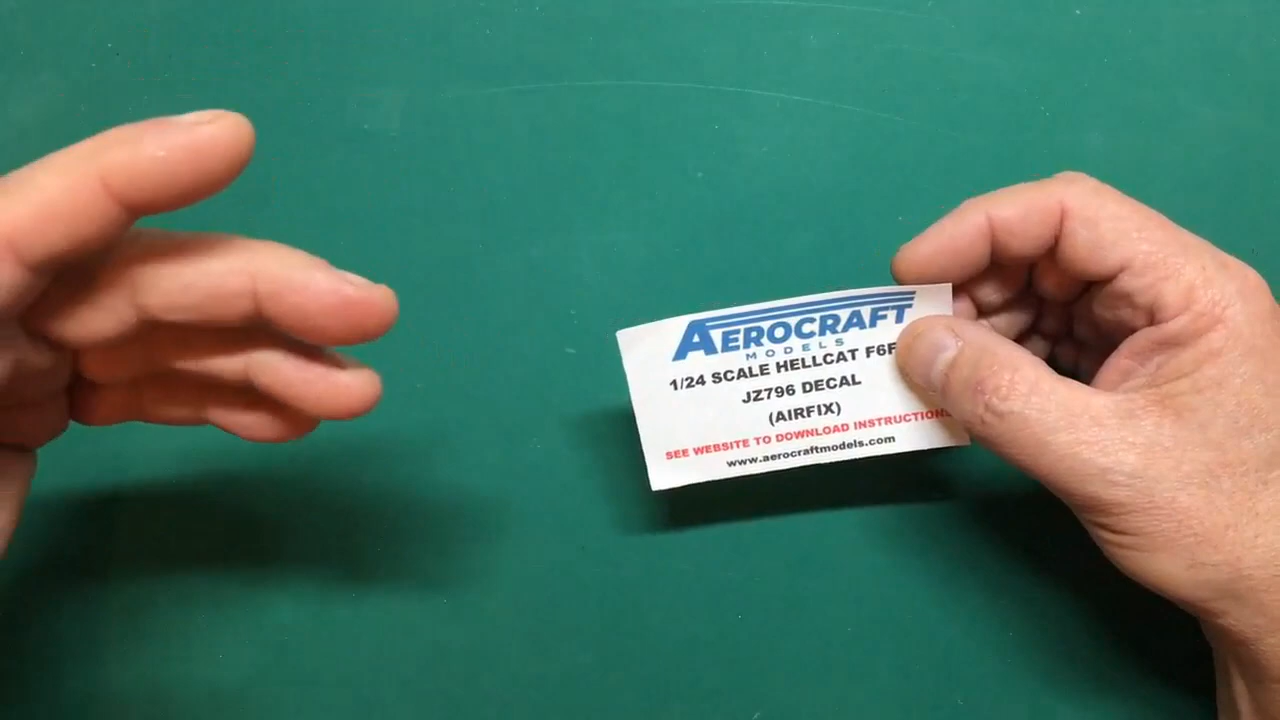 AEROCRAFT
MODELS
1/24 SCALE HELLCAT F6F
JZ796 DECAL
(AIRFIX)
SEE WEBSITE TO DOWNLOAD INSTRUCTIONS
www.aerocraftmodels.com